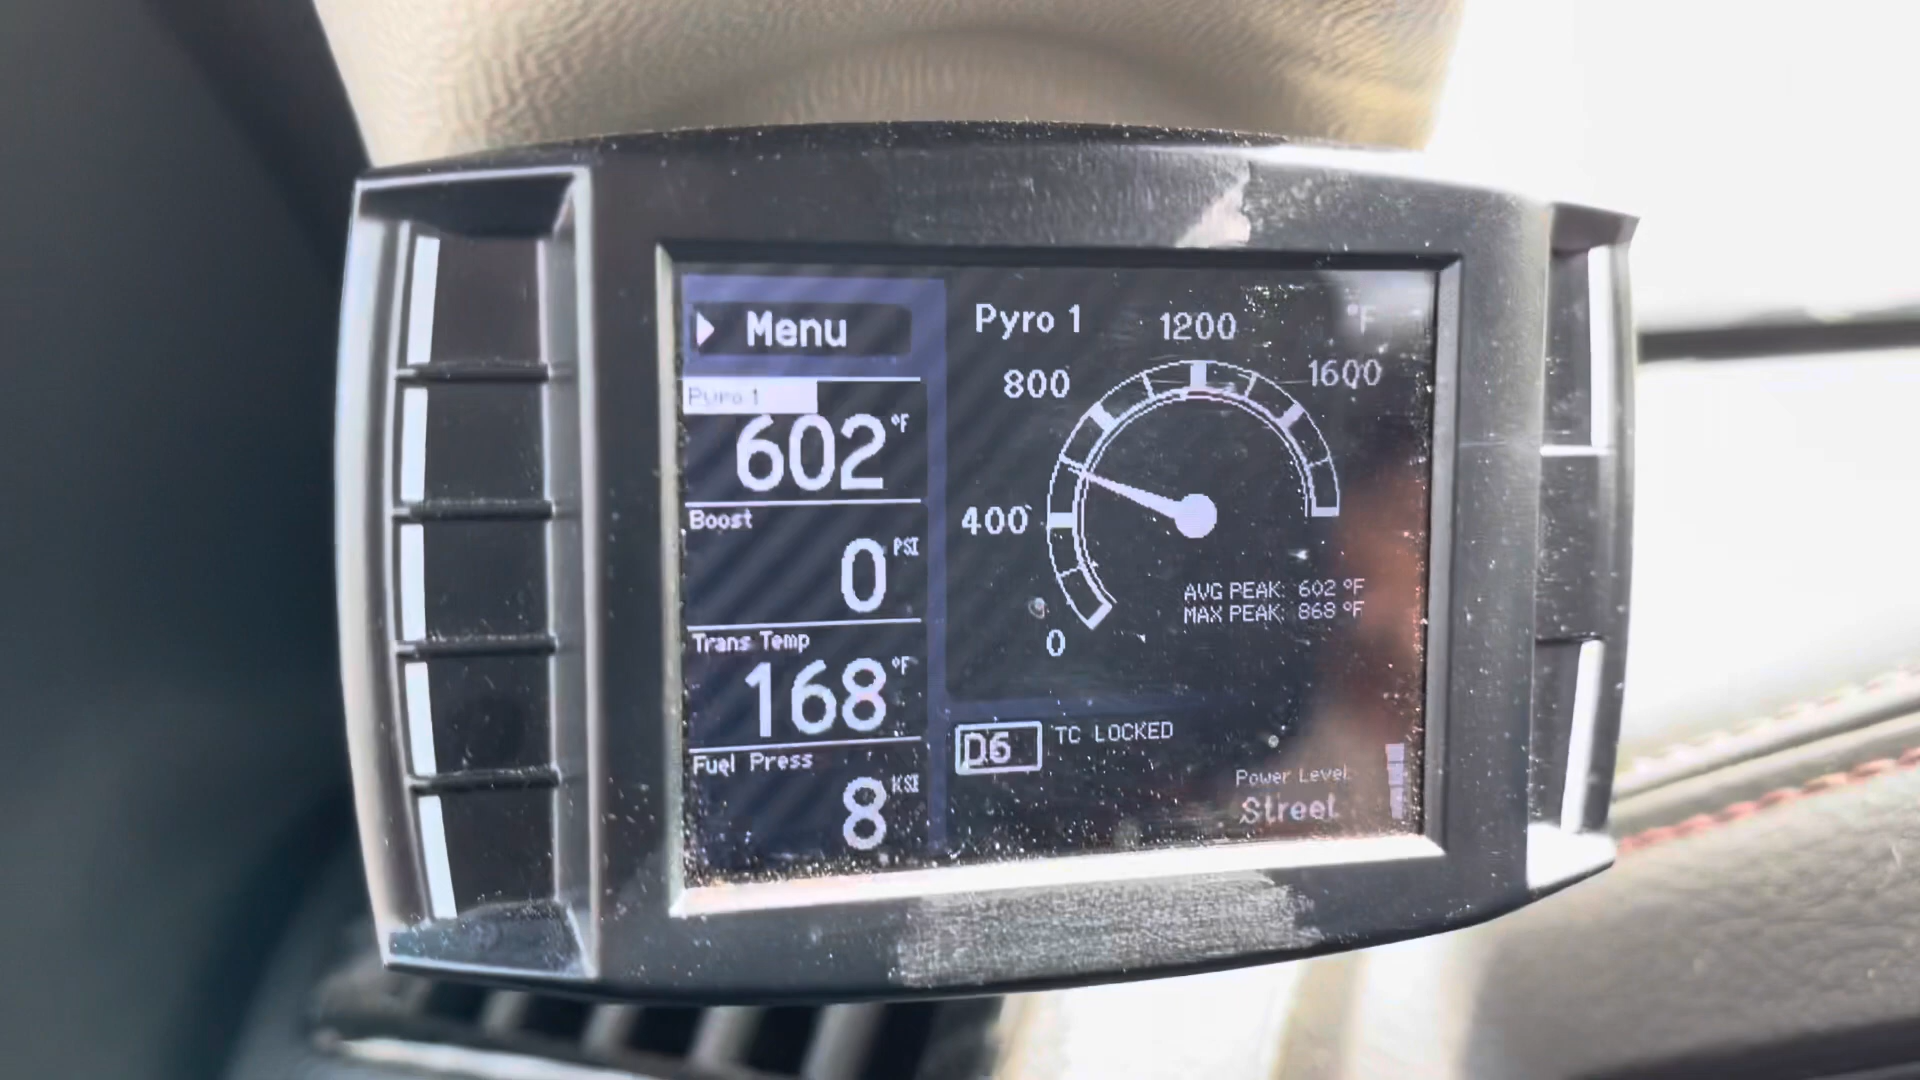 Menu
Pyro 1
602 °F
Boost
0 PSI
Trans Temp
168 °F
Fuel Press
8 KSI
Pyro 1
°F
0
400
800
1200
1600
AVG PEAK: 602 °F
MAX PEAK: 868 °F
D6
TC LOCKED
Power Level
Street